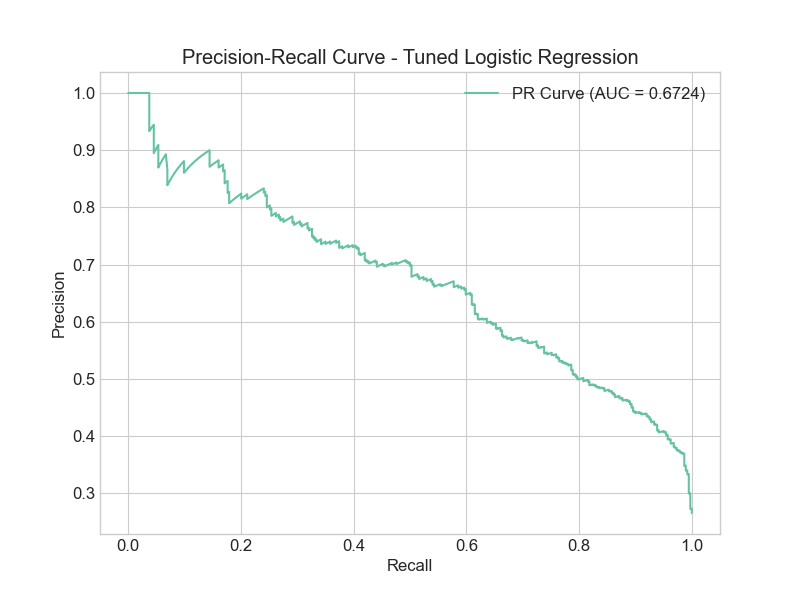 Precision-Recall Curve - Tuned Logistic Regression
PR Curve (AUC = 0.6724)
1.0
0.9
0.8
0.7
0.6
0.5
0.4
0.3
Precision
0.0 0.2 0.4 0.6 0.8 1.0
Recall